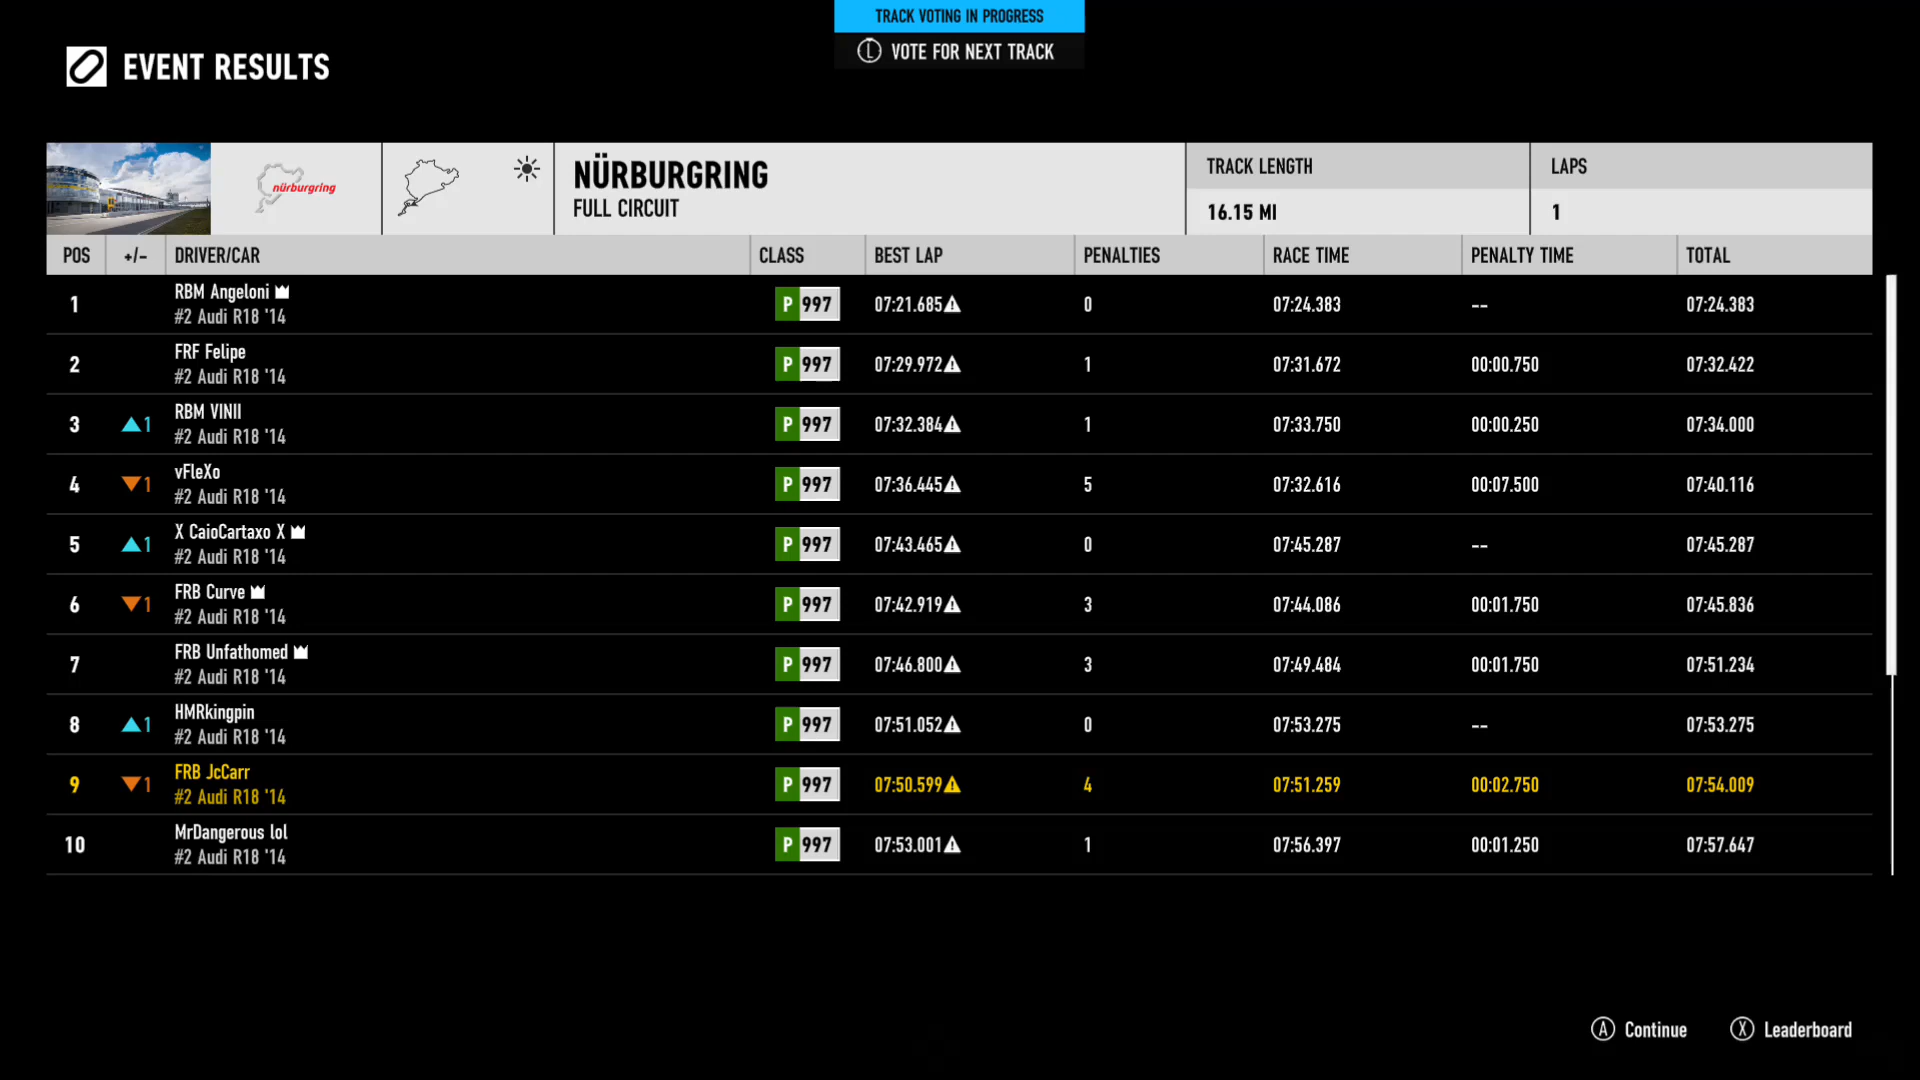 TRACK VOTING IN PROGRESS
Ⓛ VOTE FOR NEXT TRACK
EVENT RESULTS
nürburgring
NÜRBURGRING
FULL CIRCUIT
TRACK LENGTH
16.15 MI
LAPS
1
POS +/- DRIVER/CAR CLASS BEST LAP PENALTIES RACE TIME PENALTY TIME TOTAL
1 RBM Angeloni P 997 07:21.685 0 07:24.383 -- 07:24.383
#2 Audi R18 '14
2 FRF Felipe P 997 07:29.972 1 07:31.672 00:00.750 07:32.422
#2 Audi R18 '14
3 ▲1 RBM VINII P 997 07:32.384 1 07:33.750 00:00.250 07:34.000
#2 Audi R18 '14
4 ▼1 vFleXo P 997 07:36.445 5 07:32.616 00:07.500 07:40.116
#2 Audi R18 '14
5 ▲1 X CaioCartaxo X P 997 07:43.465 0 07:45.287 -- 07:45.287
#2 Audi R18 '14
6 ▼1 FRB Curve P 997 07:42.919 3 07:44.086 00:01.750 07:45.836
#2 Audi R18 '14
7 FRB Unfathomed P 997 07:46.800 3 07:49.484 00:01.750 07:51.234
#2 Audi R18 '14
8 ▲1 HMRkingpin P 997 07:51.052 0 07:53.275 -- 07:53.275
#2 Audi R18 '14
9 ▼1 FRB JcCarr P 997 07:50.599 4 07:51.259 00:02.750 07:54.009
#2 Audi R18 '14
10 MrDangerous lol P 997 07:53.001 1 07:56.397 00:01.250 07:57.647
#2 Audi R18 '14
Ⓐ Continue Ⓧ Leaderboard